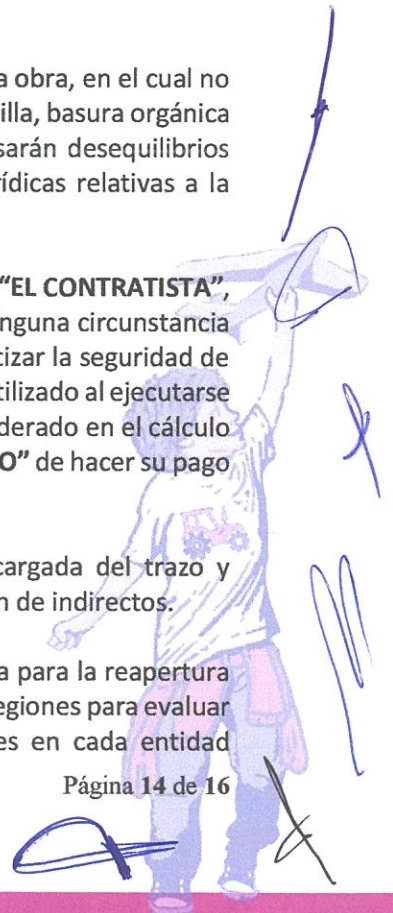 a obra, en el cual no
illa, basura orgánica
sarán desequilibrios
rídicas relativas a la
"EL CONTRATISTA",
nguna circunstancia
tizar la seguridad de
tilizado al ejecutarse
derado en el cálculo
O" de hacer su pago
cargada del trazo y
n de indirectos.
a para la reapertura
egiones para evaluar
es en cada entidad
Página 14 de 16